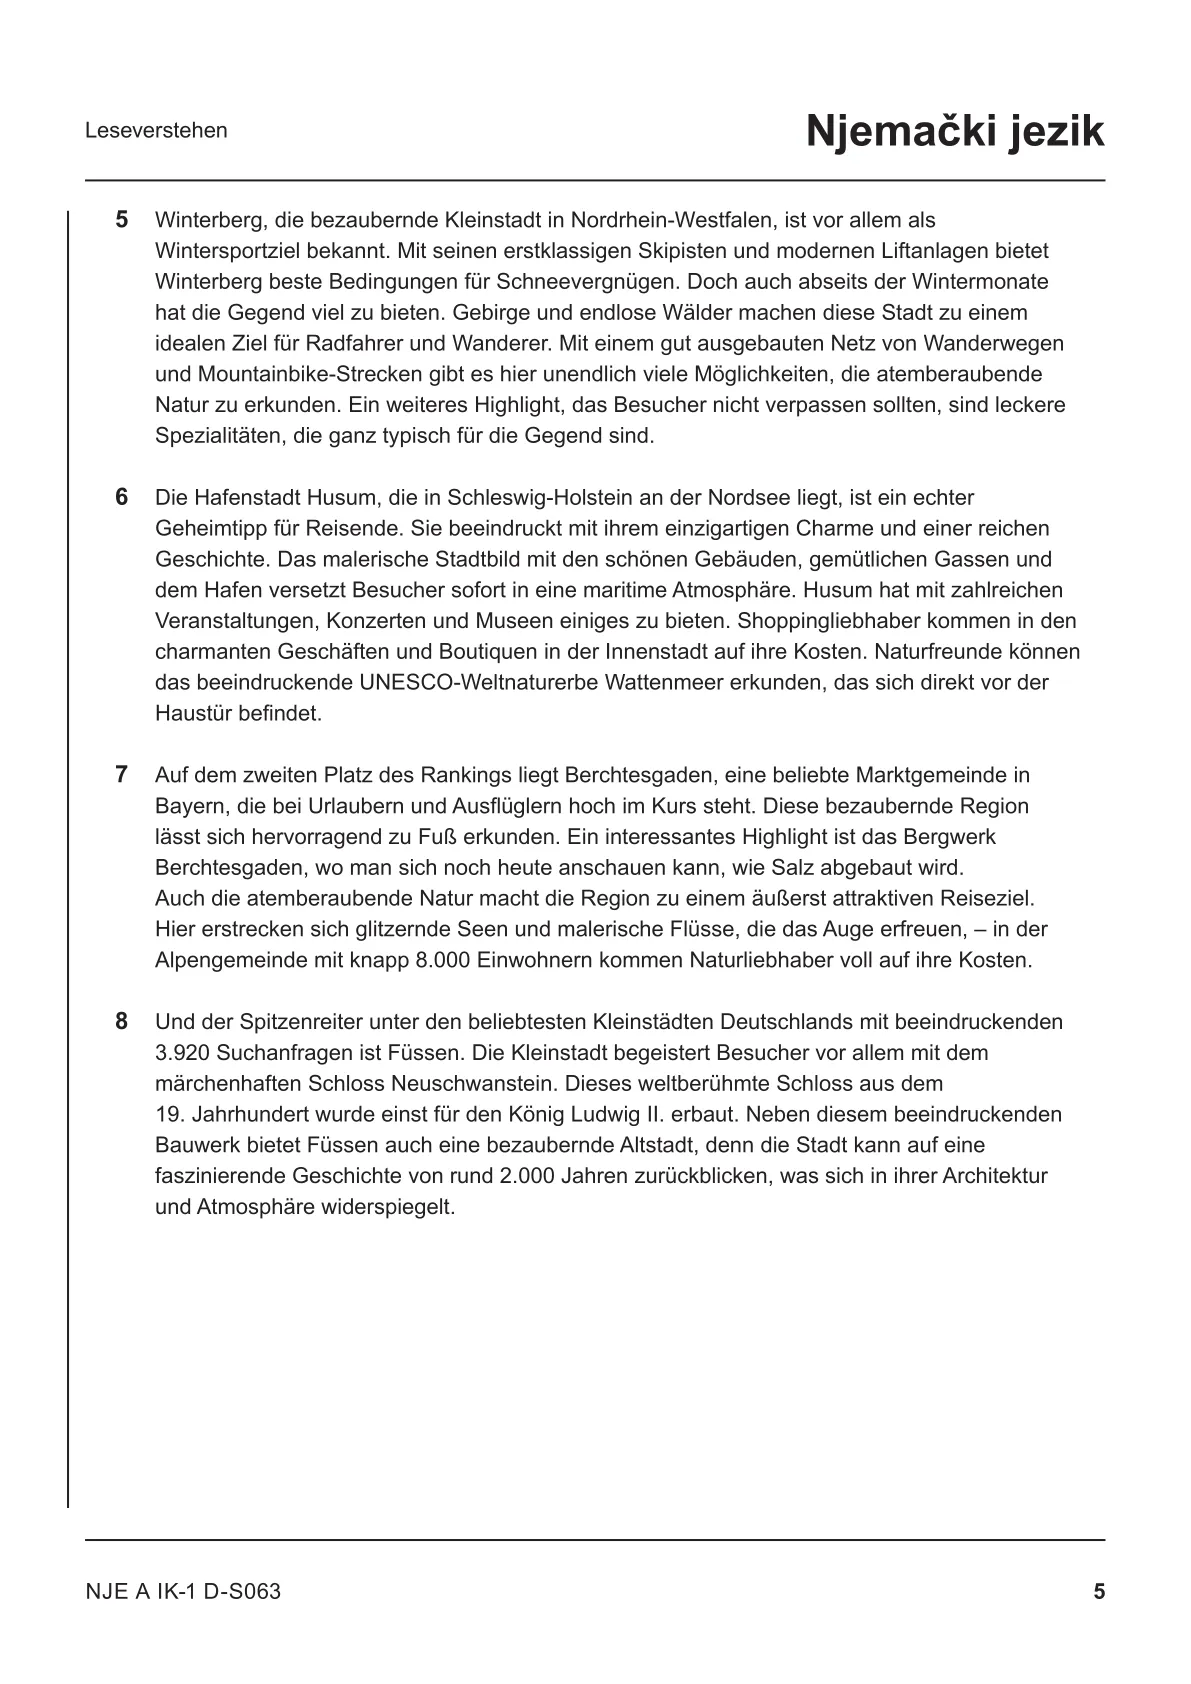 Leseverstehen
Njemački jezik
5 Winterberg, die bezaubernde Kleinstadt in Nordrhein-Westfalen, ist vor allem als
Wintersportziel bekannt. Mit seinen erstklassigen Skipisten und modernen Liftanlagen bietet
Winterberg beste Bedingungen für Schneevergnügen. Doch auch abseits der Wintermonate
hat die Gegend viel zu bieten. Gebirge und endlose Wälder machen diese Stadt zu einem
idealen Ziel für Radfahrer und Wanderer. Mit einem gut ausgebauten Netz von Wanderwegen
und Mountainbike-Strecken gibt es hier unendlich viele Möglichkeiten, die atemberaubende
Natur zu erkunden. Ein weiteres Highlight, das Besucher nicht verpassen sollten, sind leckere
Spezialitäten, die ganz typisch für die Gegend sind.
6 Die Hafenstadt Husum, die in Schleswig-Holstein an der Nordsee liegt, ist ein echter
Geheimtipp für Reisende. Sie beeindruckt mit ihrem einzigartigen Charme und einer reichen
Geschichte. Das malerische Stadtbild mit den schönen Gebäuden, gemütlichen Gassen und
dem Hafen versetzt Besucher sofort in eine maritime Atmosphäre. Husum hat mit zahlreichen
Veranstaltungen, Konzerten und Museen einiges zu bieten. Shoppingliebhaber kommen in den
charmanten Geschäften und Boutiquen in der Innenstadt auf ihre Kosten. Naturfreunde können
das beeindruckende UNESCO-Weltnaturerbe Wattenmeer erkunden, das sich direkt vor der
Haustür befindet.
7 Auf dem zweiten Platz des Rankings liegt Berchtesgaden, eine beliebte Marktgemeinde in
Bayern, die bei Urlaubern und Ausflüglern hoch im Kurs steht. Diese bezaubernde Region
lässt sich hervorragend zu Fuß erkunden. Ein interessantes Highlight ist das Bergwerk
Berchtesgaden, wo man sich noch heute anschauen kann, wie Salz abgebaut wird.
Auch die atemberaubende Natur macht die Region zu einem äußerst attraktiven Reiseziel.
Hier erstrecken sich glitzernde Seen und malerische Flüsse, die das Auge erfreuen, – in der
Alpengemeinde mit knapp 8.000 Einwohnern kommen Naturliebhaber voll auf ihre Kosten.
8 Und der Spitzenreiter unter den beliebtesten Kleinstädten Deutschlands mit beeindruckenden
3.920 Suchanfragen ist Füssen. Die Kleinstadt begeistert Besucher vor allem mit dem
märchenhaften Schloss Neuschwanstein. Dieses weltberühmte Schloss aus dem
19. Jahrhundert wurde einst für den König Ludwig II. erbaut. Neben diesem beeindruckenden
Bauwerk bietet Füssen auch eine bezaubernde Altstadt, denn die Stadt kann auf eine
faszinierende Geschichte von rund 2.000 Jahren zurückblicken, was sich in ihrer Architektur
und Atmosphäre widerspiegelt.
NJE A IK-1 D-S063
5